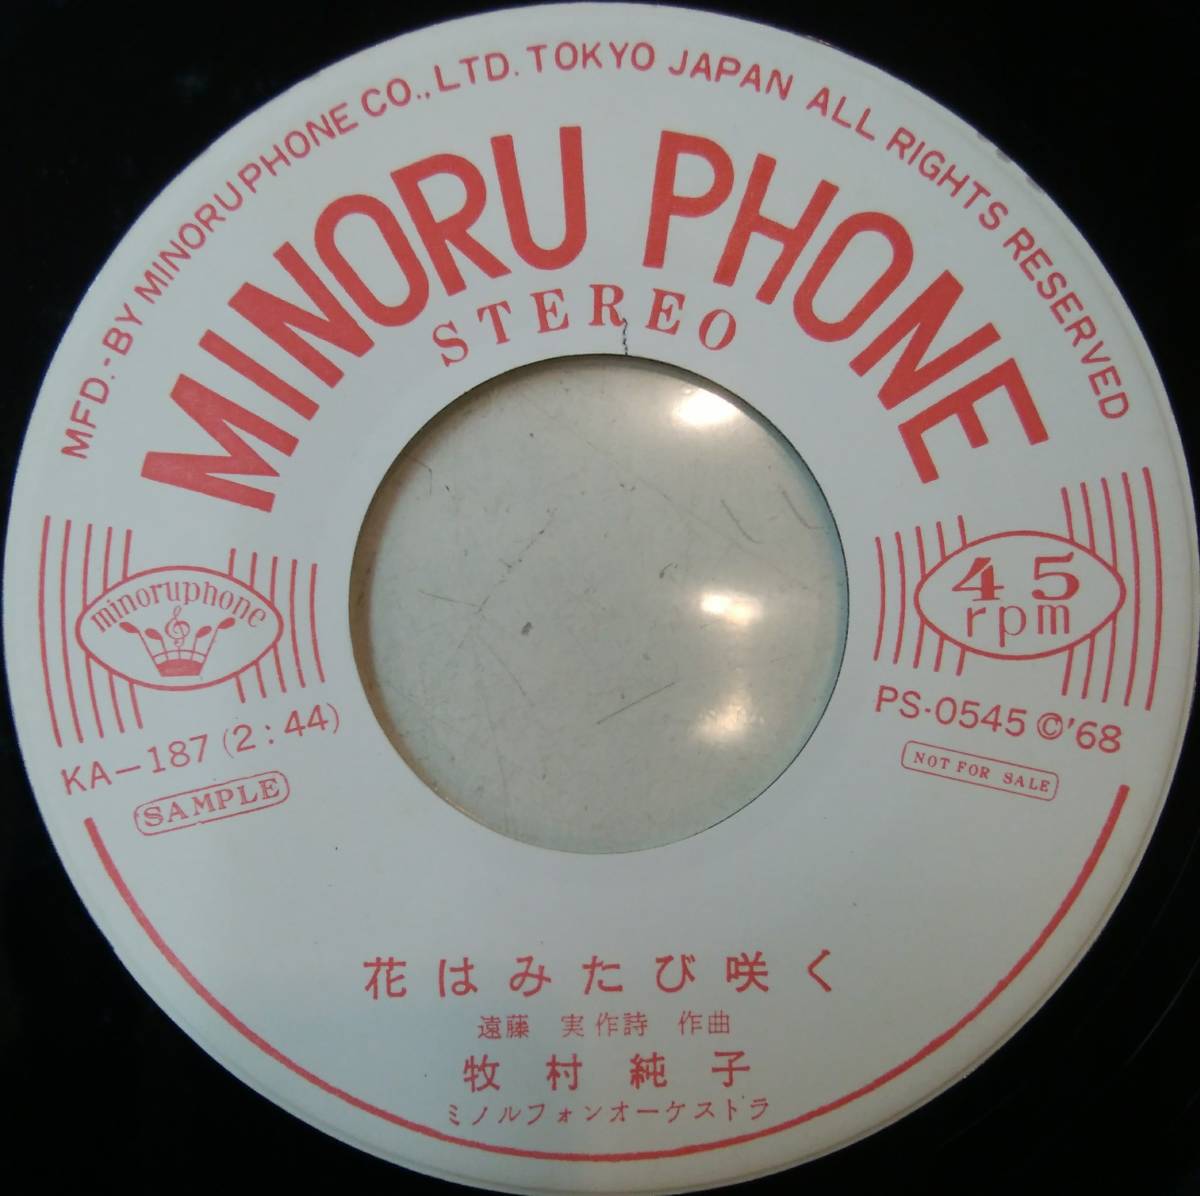 MFD.-BY MINORUPHONE CO., LTD. TOKYO JAPAN ALL RIGHTS RESERVED
MINORU PHONE
STEREO
minoruphone
45
rpm
KA-187 (2:44)
PS-0545 ©'68
SAMPLE
NOT FOR SALE
花はみたび咲く
遠藤 実作詩 作曲
牧村純子
ミノルフォンオーケストラ